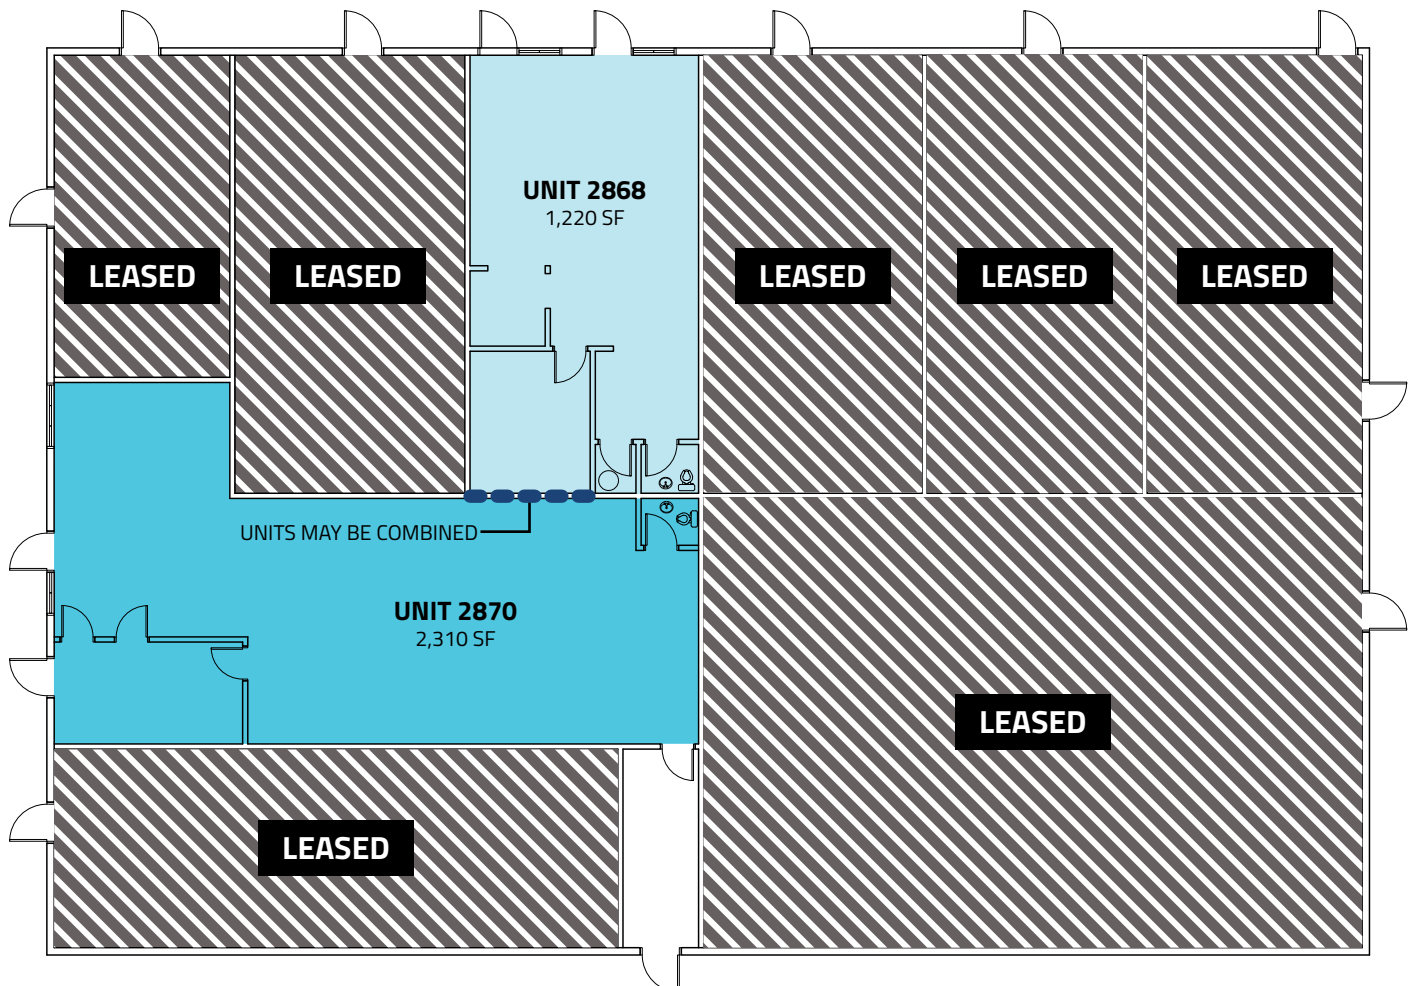 UNIT 2868
1,220 SF
LEASED
LEASED
LEASED
LEASED
LEASED
UNITS MAY BE COMBINED
UNIT 2870
2,310 SF
LEASED
LEASED